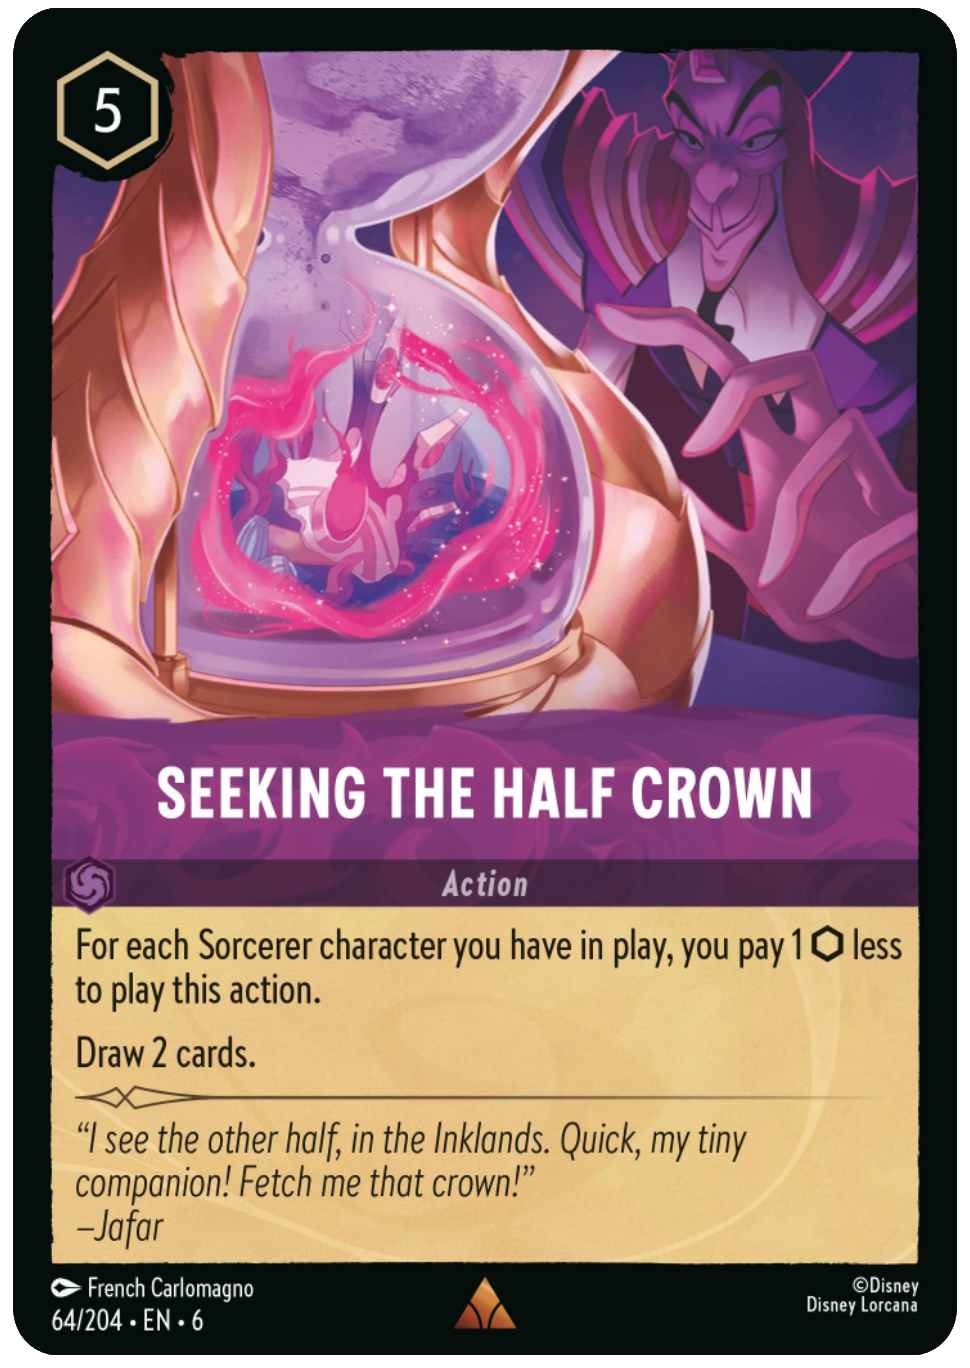 5
SEEKING THE HALF CROWN
Action
For each Sorcerer character you have in play, you pay 1 ⬡ less
to play this action.
Draw 2 cards.
“I see the other half, in the Inklands. Quick, my tiny
companion! Fetch me that crown!”
–Jafar
French Carlomagno
64/204 • EN • 6
©Disney
Disney Lorcana